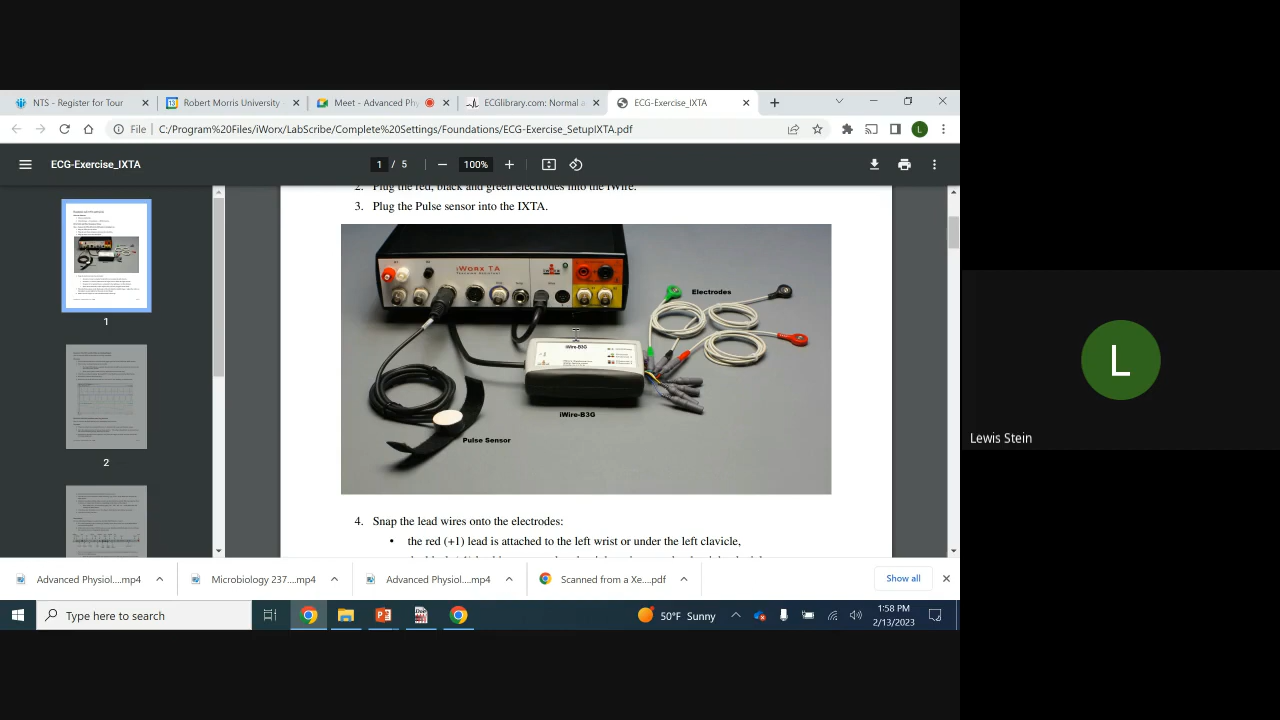 NTS - Register for Tour
Robert Morris University
Meet - Advanced Ph
ECGlibrary.com: Normal a
ECG-Exercise_IXTA
File
C:/Program%20Files/iWorx/LabScribe/Complete%20Settings/Foundations/ECG-Exercise_SetupIXTA.pdf
L
ECG-Exercise_IXTA
1 / 5
100%
2. Plug the red, black and green electrodes into the iWire.
3. Plug the Pulse sensor into the IXTA.
iWorx TA
Electrodes
iWire-B3G
iWire-B3G
Pulse Sensor
1
2
4. Snap the lead wires onto the electrodes:
• the red (+1) lead is attached to the left wrist or under the left clavicle,
L
Lewis Stein
Advanced Physiol....mp4
Microbiology 237....mp4
Advanced Physiol....mp4
Scanned from a Xe....pdf
Show all
Type here to search
50°F Sunny
1:58 PM
2/13/2023